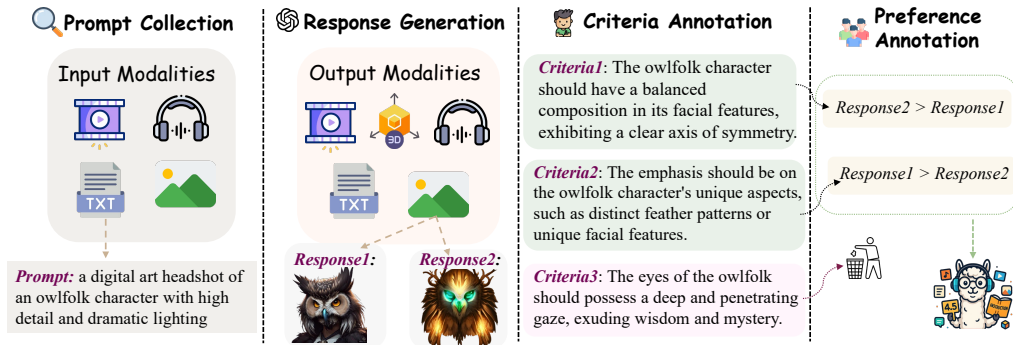 Prompt Collection
Input Modalities
TXT
Prompt: a digital art headshot of
an owlfolk character with high
detail and dramatic lighting
Response Generation
Output Modalities
3D
TXT
Response1:
Response2:
Criteria Annotation
Criteria1: The owlfolk character
should have a balanced
composition in its facial features,
exhibiting a clear axis of symmetry.
Criteria2: The emphasis should be on
the owlfolk character's unique aspects,
such as distinct feather patterns or
unique facial features.
Criteria3: The eyes of the owlfolk
should possess a deep and penetrating
gaze, exuding wisdom and mystery.
Preference
Annotation
Response2 > Response1
Response1 > Response2
4.5